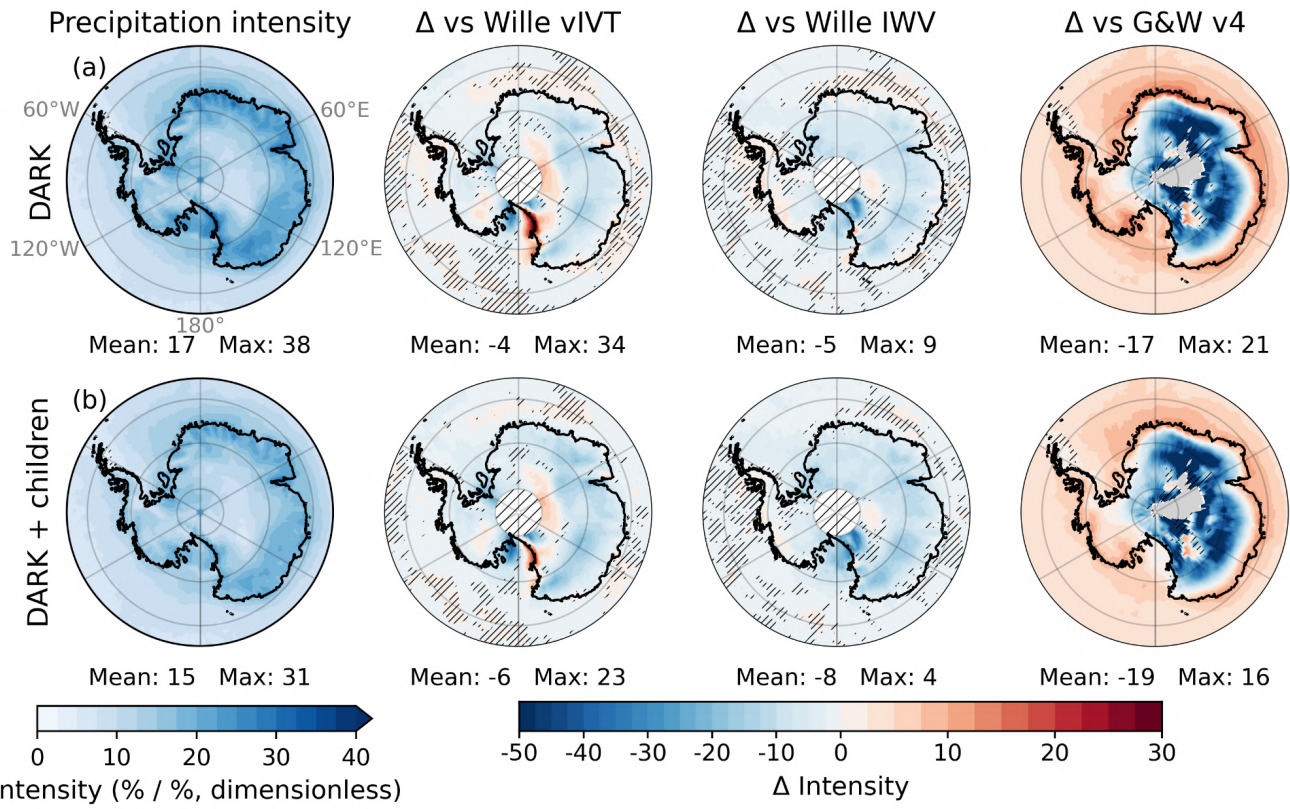 Precipitation intensity
Δ vs Wille vIVT
Δ vs Wille IWV
Δ vs G&W v4
(a)
60°W
60°E
DARK
120°W
120°E
180°
Mean: 17 Max: 38
Mean: -4 Max: 34
Mean: -5 Max: 9
Mean: -17 Max: 21
(b)
DARK + children
Mean: 15 Max: 31
Mean: -6 Max: 23
Mean: -8 Max: 4
Mean: -19 Max: 16
0 10 20 30 40
ntensity (% / %, dimensionless)
-50 -40 -30 -20 -10 0 10 20 30
Δ Intensity